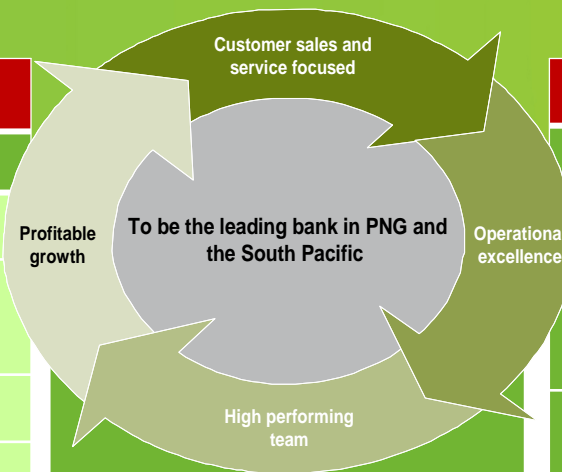 Customer sales and
service focused
Profitable
growth
To be the leading bank in PNG and
the South Pacific
Operationa
excellence
High performing
team